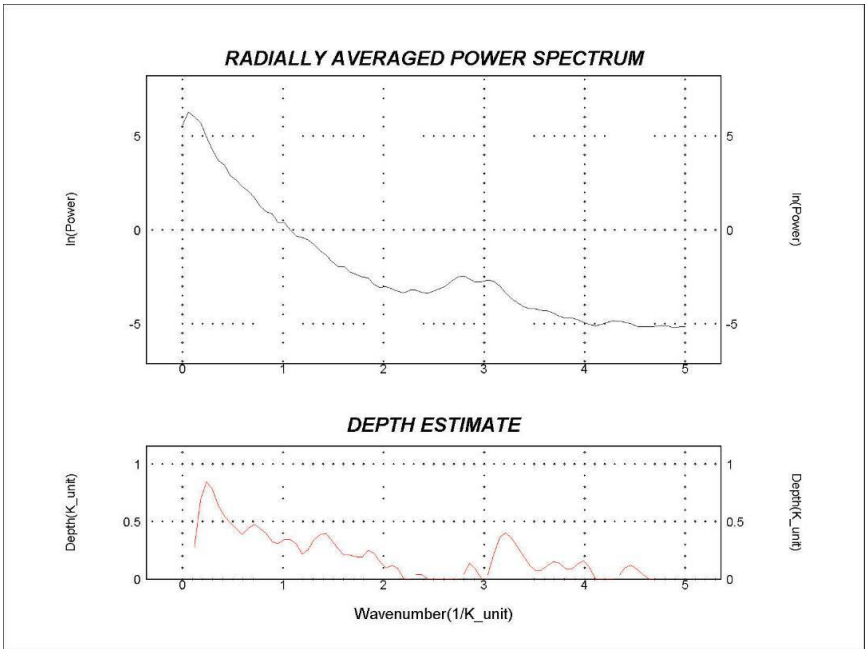 RADIALLY AVERAGED POWER SPECTRUM
ln(Power)
5
0
-5
5
0
-5
ln(Power)
0 1 2 3 4 5
DEPTH ESTIMATE
Depth(K_unit)
1
0.5
0
1
0.5
0
Depth(K_unit)
0 1 2 3 4 5
Wavenumber(1/K_unit)